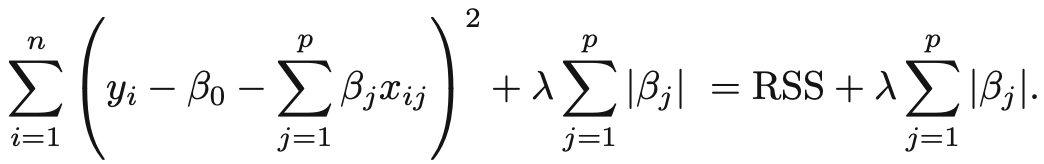 $$\sum_{i=1}^{n} \left( y_i - \beta_0 - \sum_{j=1}^{p} \beta_j x_{ij} \right)^2 + \lambda \sum_{j=1}^{p} |\beta_j| \ = \mathrm{RSS} + \lambda \sum_{j=1}^{p} |\beta_j|.$$